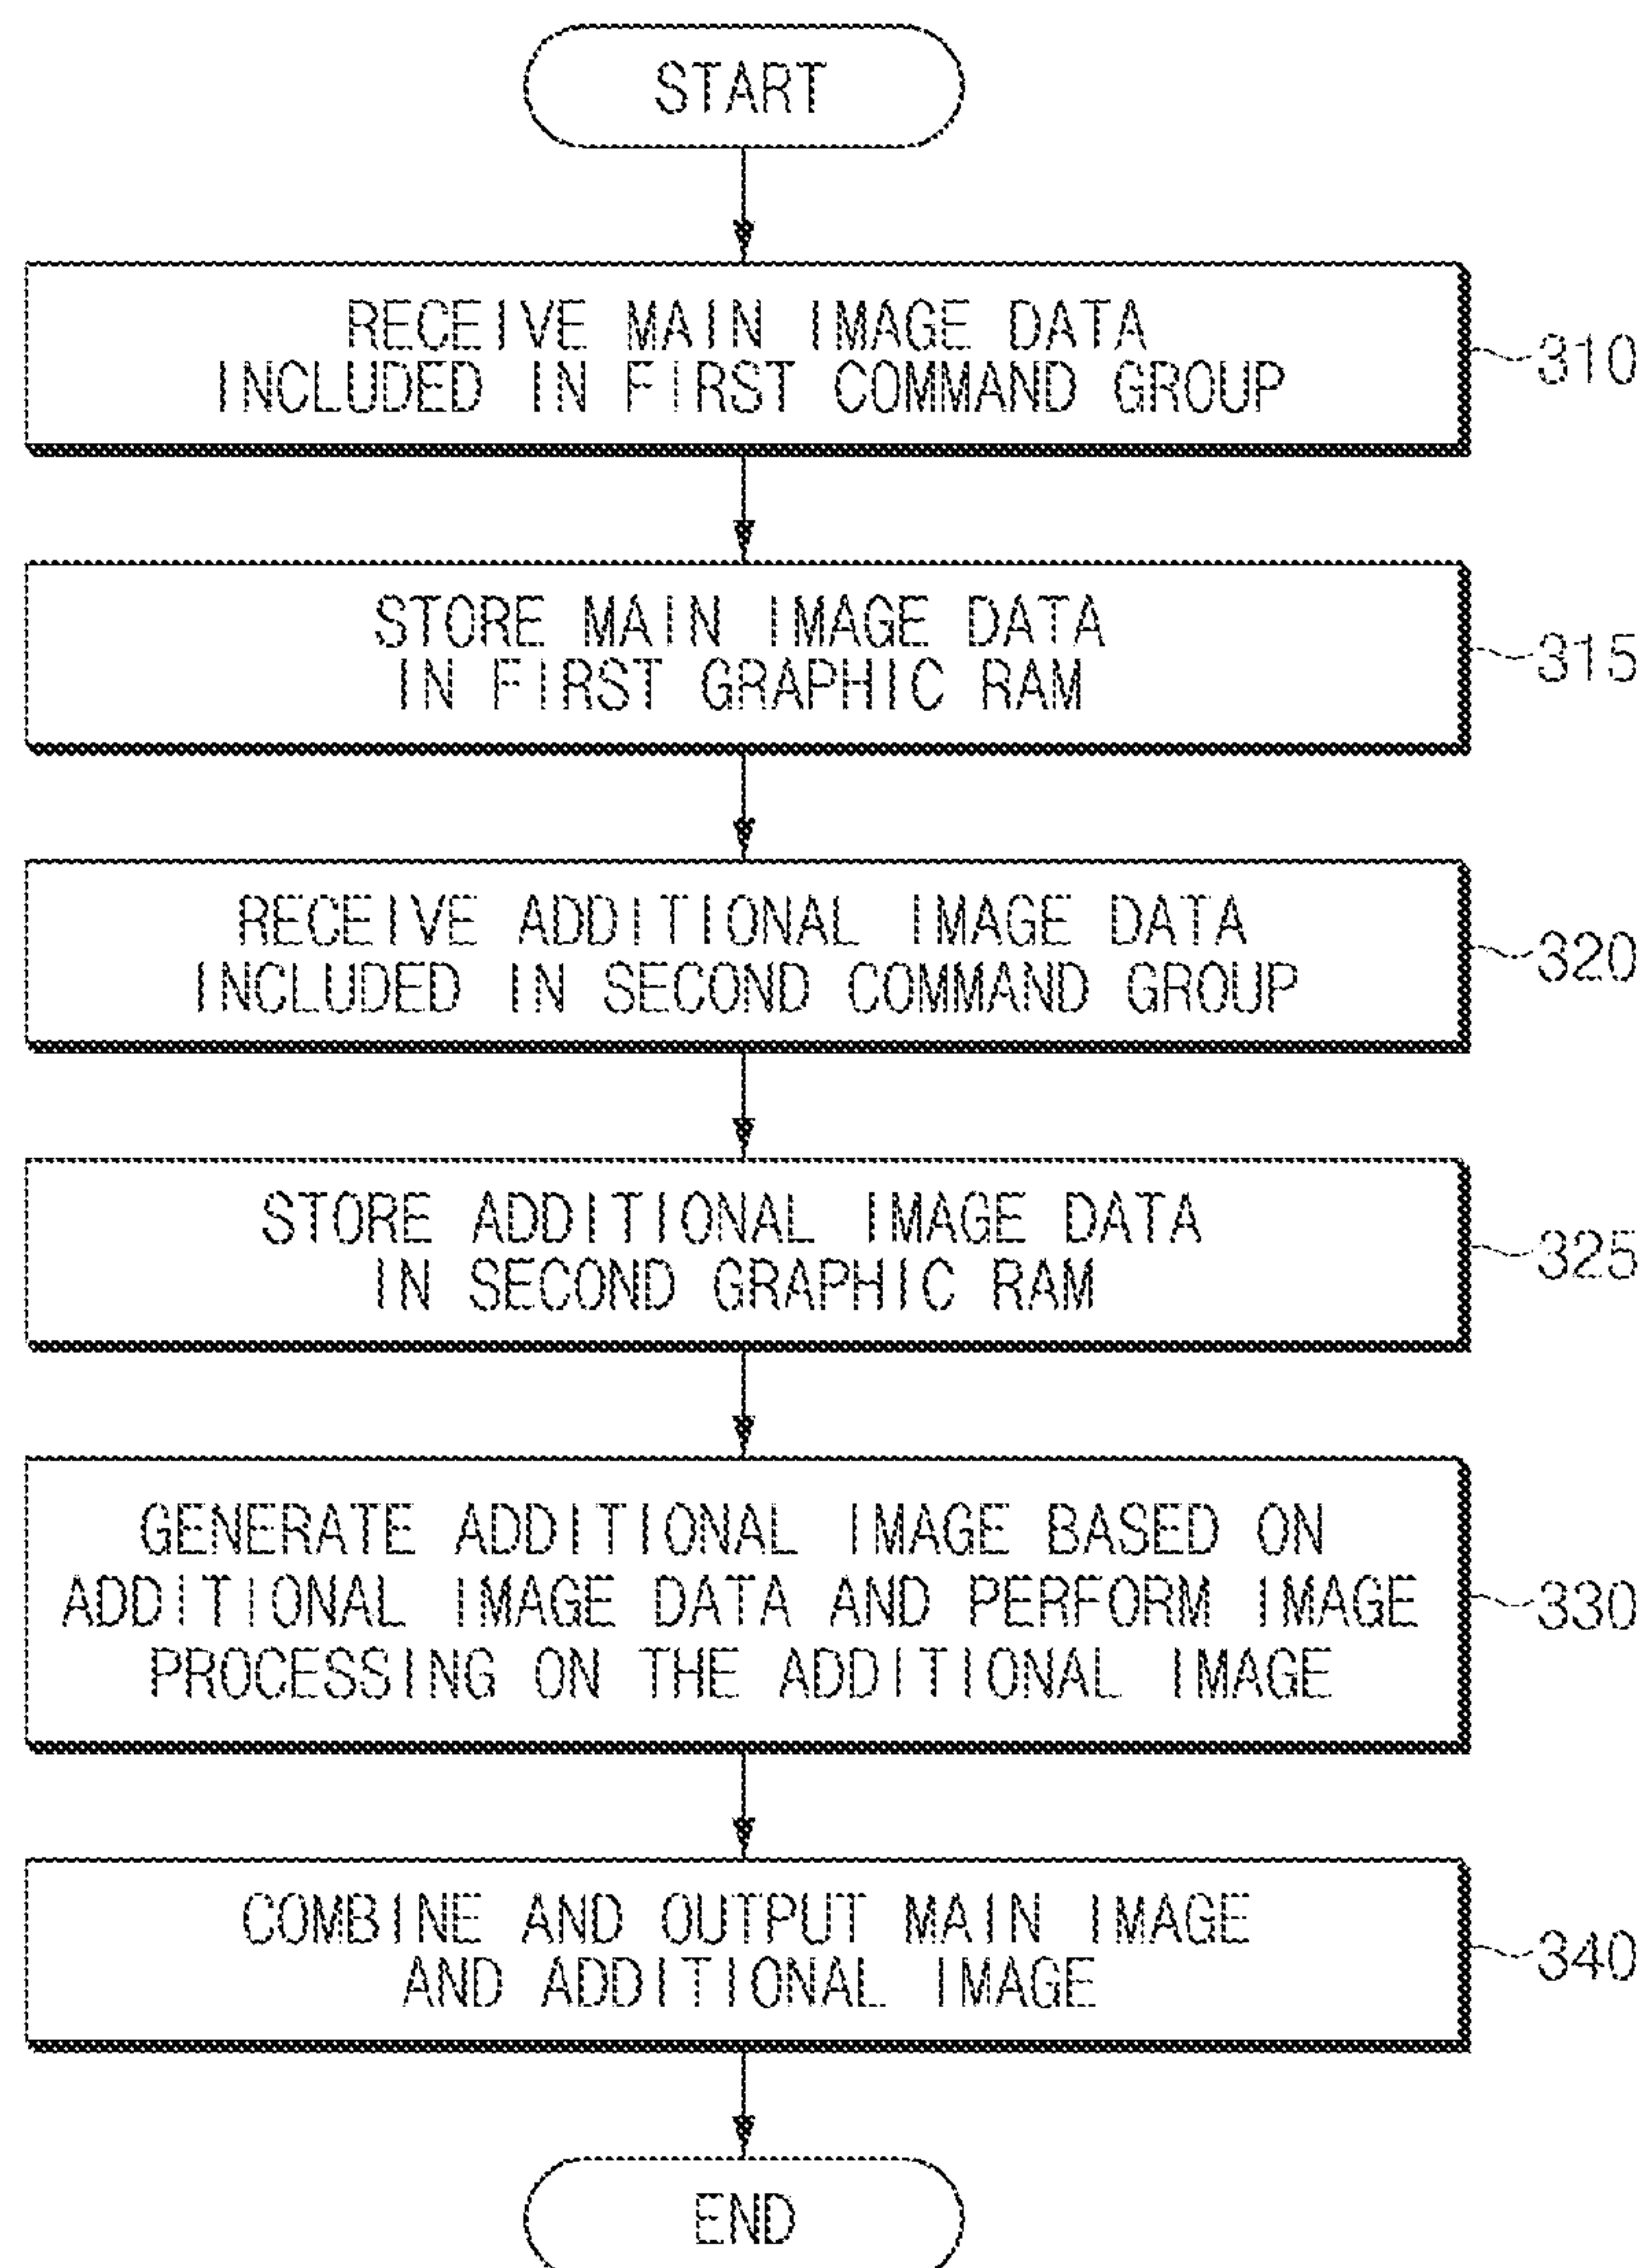 START
RECEIVE MAIN IMAGE DATA
INCLUDED IN FIRST COMMAND GROUP
310
STORE MAIN IMAGE DATA
IN FIRST GRAPHIC RAM
315
RECEIVE ADDITIONAL IMAGE DATA
INCLUDED IN SECOND COMMAND GROUP
320
STORE ADDITIONAL IMAGE DATA
IN SECOND GRAPHIC RAM
325
GENERATE ADDITIONAL IMAGE BASED ON
ADDITIONAL IMAGE DATA AND PERFORM IMAGE
PROCESSING ON THE ADDITIONAL IMAGE
330
COMBINE AND OUTPUT MAIN IMAGE
AND ADDITIONAL IMAGE
340
END